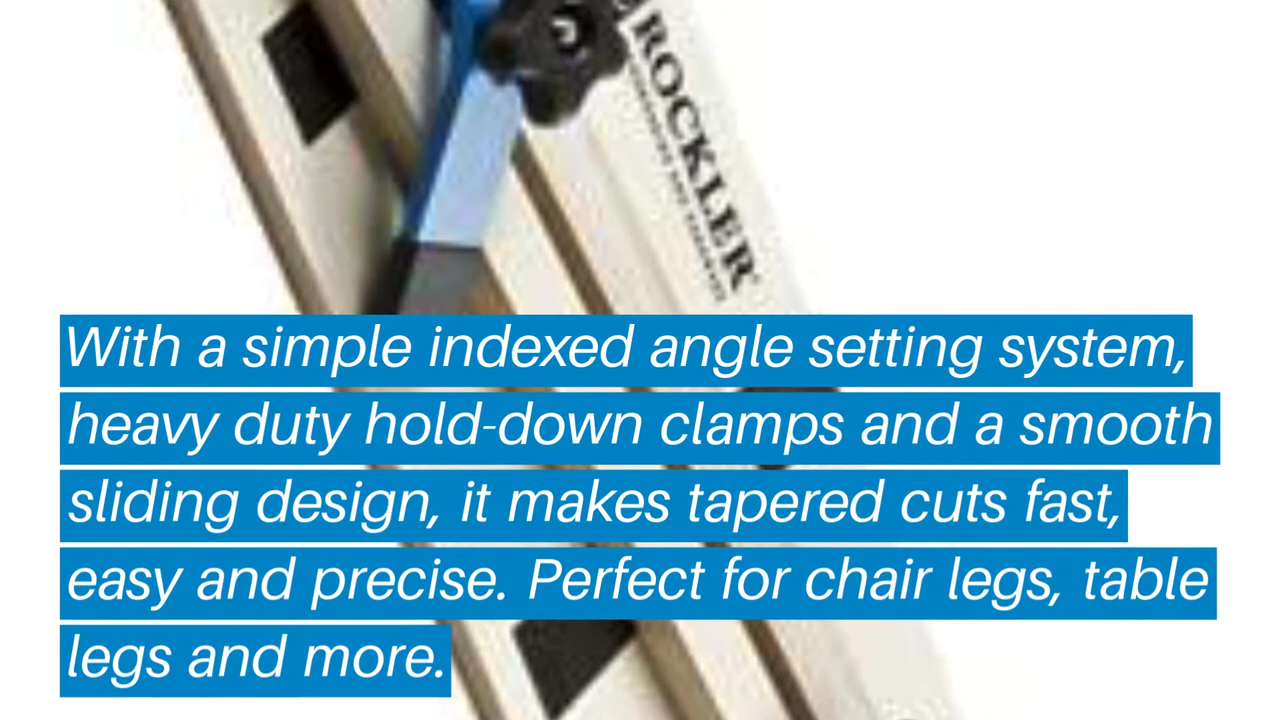 ROCKLER
With a simple indexed angle setting system,
heavy duty hold-down clamps and a smooth
sliding design, it makes tapered cuts fast,
easy and precise. Perfect for chair legs, table
legs and more.